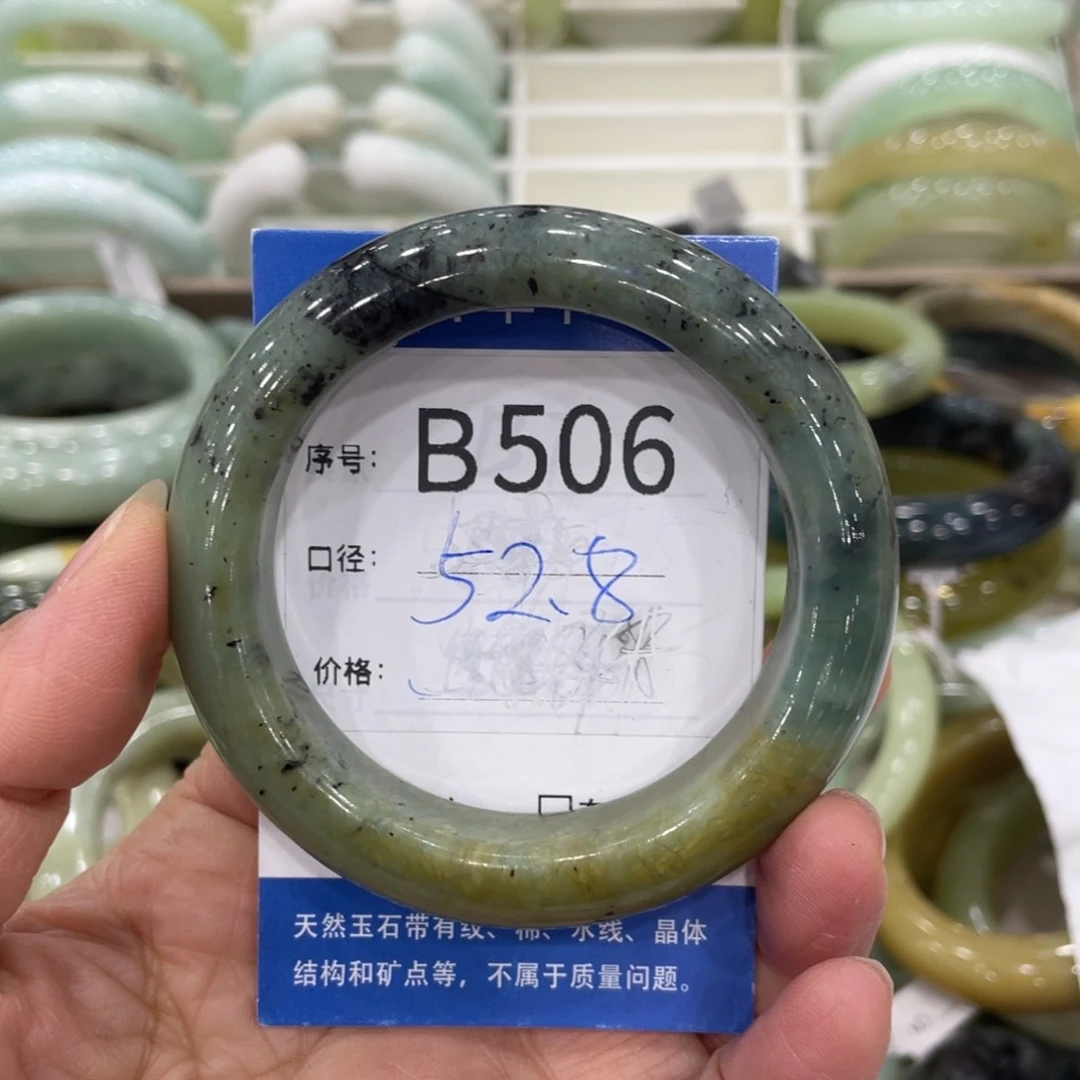 序号: B506
口径: 52.8
价格:
天然玉石带有纹、棉、水线、晶体
结构和矿点等，不属于质量问题。